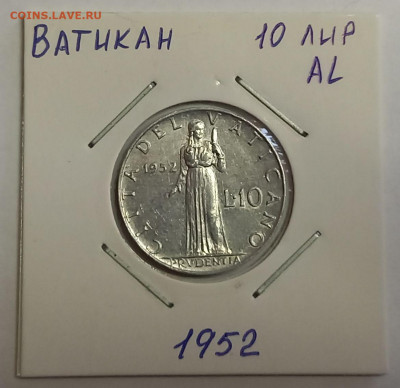 COINS.LAVE.RU
ВАТИКАН 10 ЛИР
AL
CITTA DEL VATICANO
1952
L.10
PRVDENTIA
1952